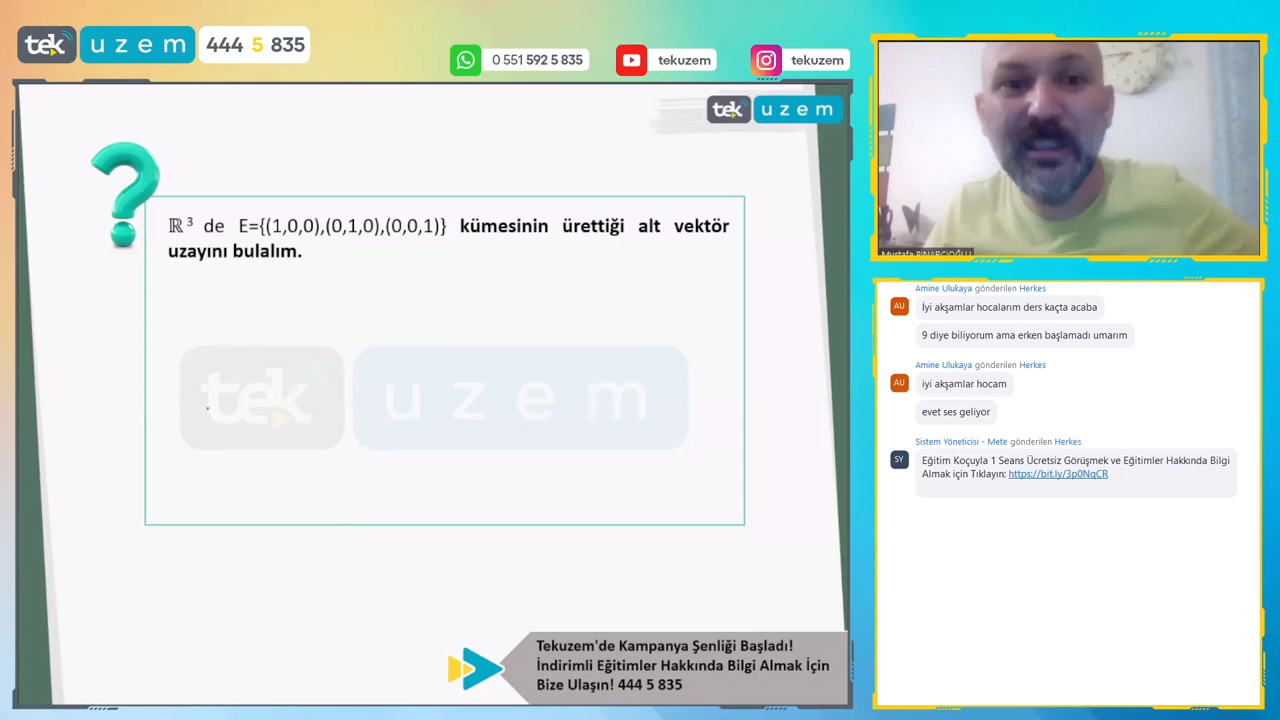 tek uzem 444 5 835
0 551 592 5 835
tekuzem
tekuzem
tek uzem
ℝ³ de E={(1,0,0),(0,1,0),(0,0,1)} kümesinin ürettiği alt vektör
uzayını bulalım.
tek uzem
Tekuzem'de Kampanya Şenliği Başladı!
İndirimli Eğitimler Hakkında Bilgi Almak İçin
Bize Ulaşın! 444 5 835
Mustafa PINARCIOĞLU
Amine Ulukaya gönderilen Herkes
AU
İyi akşamlar hocalarım ders kaçta acaba
9 diye biliyorum ama erken başlamadı umarım
Amine Ulukaya gönderilen Herkes
AU
iyi akşamlar hocam
evet ses geliyor
Sistem Yöneticisi - Mete gönderilen Herkes
SY
Eğitim Koçuyla 1 Seans Ücretsiz Görüşmek ve Eğitimler Hakkında Bilgi
Almak için Tıklayın: https://bit.ly/3p0NqCR